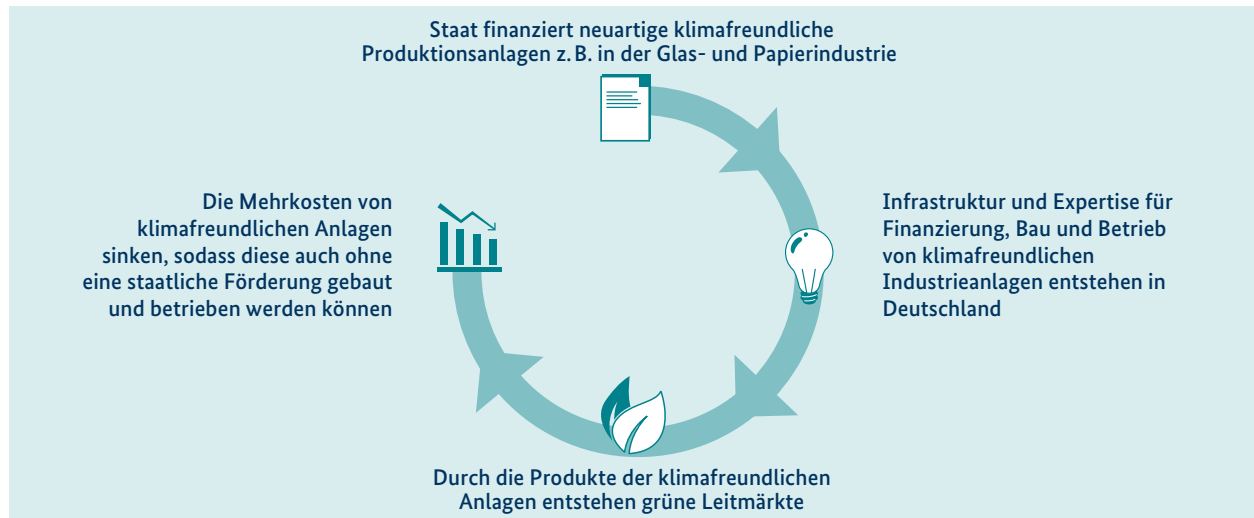 Staat finanziert neuartige klimafreundliche
Produktionsanlagen z. B. in der Glas- und Papierindustrie
Infrastruktur und Expertise für
Finanzierung, Bau und Betrieb
von klimafreundlichen
Industrieanlagen entstehen in
Deutschland
Durch die Produkte der klimafreundlichen
Anlagen entstehen grüne Leitmärkte
Die Mehrkosten von
klimafreundlichen Anlagen
sinken, sodass diese auch ohne
eine staatliche Förderung gebaut
und betrieben werden können